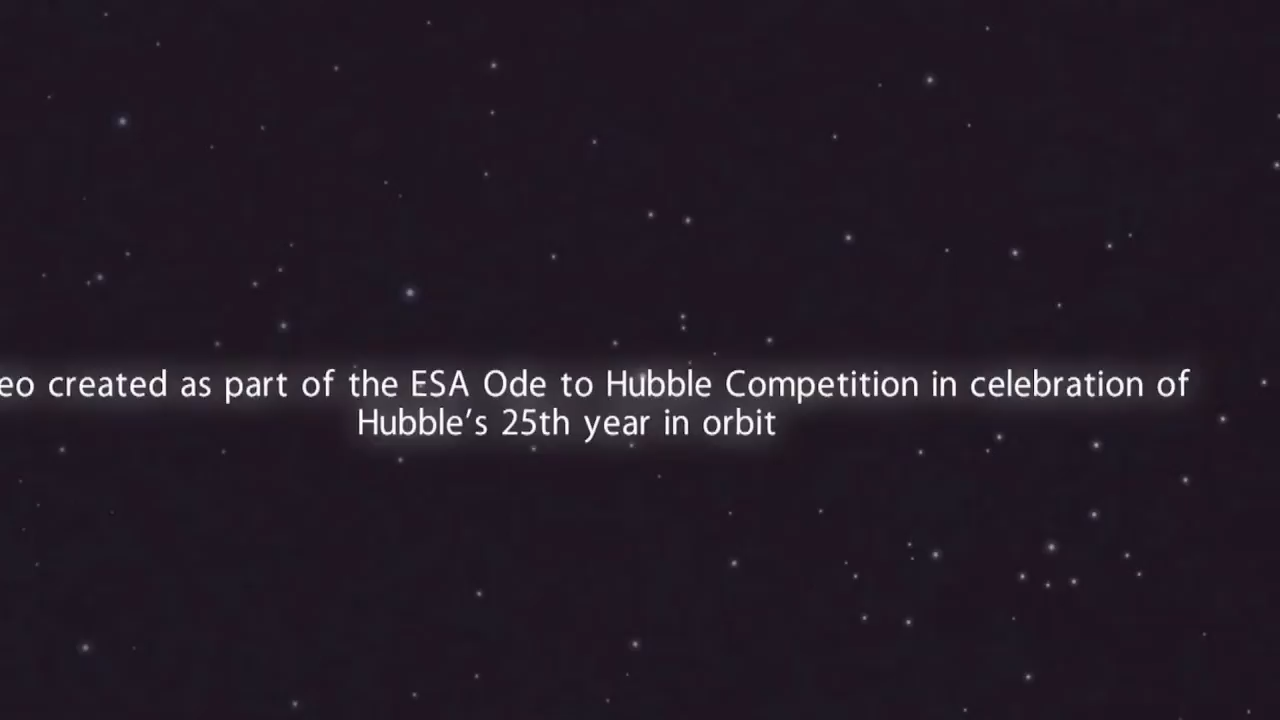 eo created as part of the ESA Ode to Hubble Competition in celebration of
Hubble's 25th year in orbit